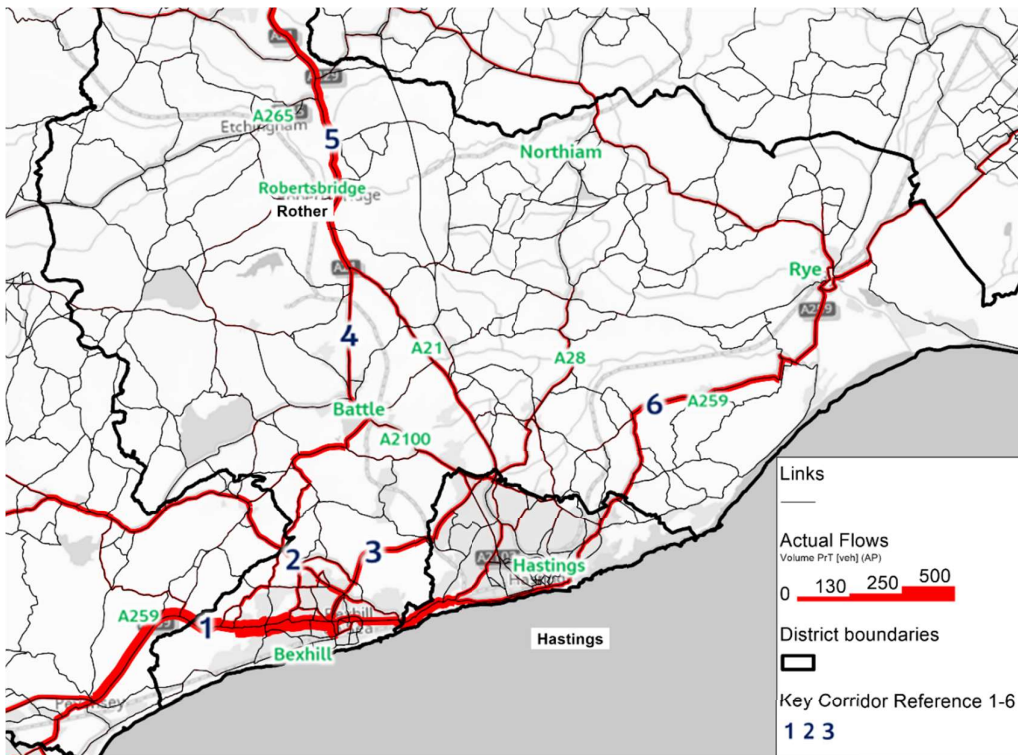 A265
Etchingham
5
Northiam
Robertsbridge
Rother
A21
Rye
4
A21
A28
A259
6
A259
Battle
A2100
3
2
Hastings
A259
1
Bexhill
Hastings
Pevensey
Links
Actual Flows
Volume PrT [veh] (AP)
0 130 250 500
District boundaries
Key Corridor Reference 1-6
1 2 3